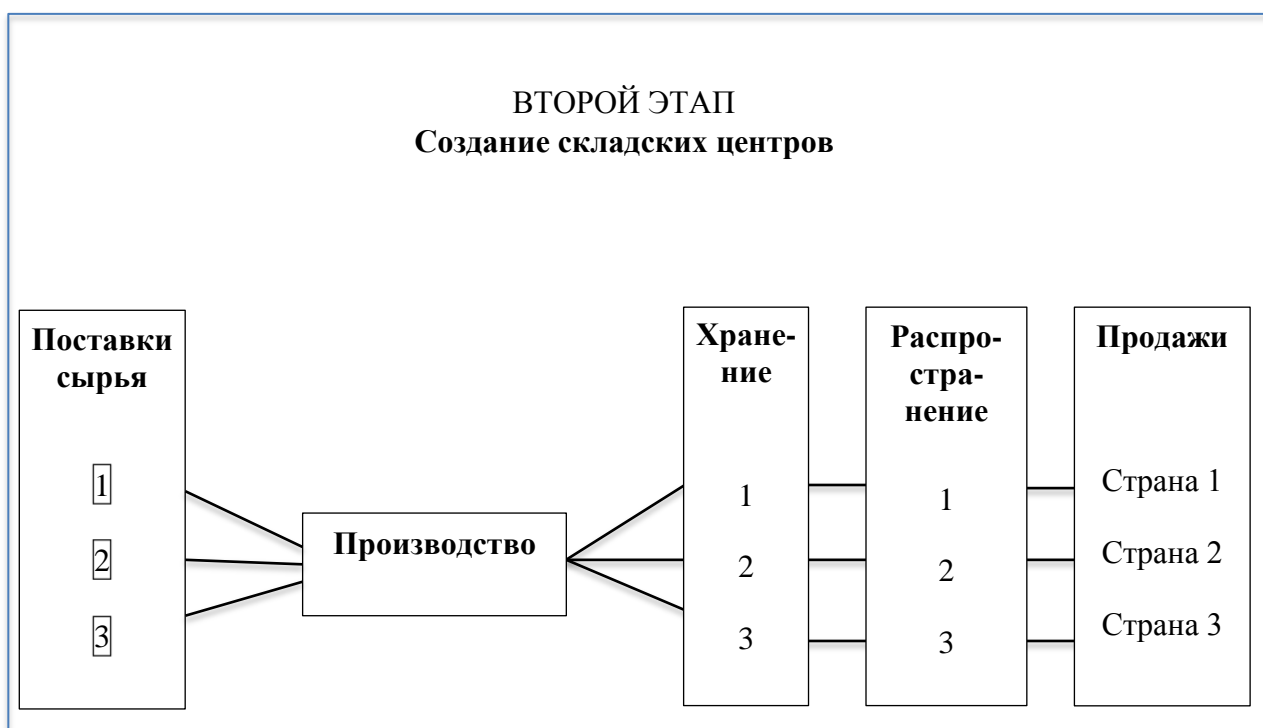 ВТОРОЙ ЭТАП
Создание складских центров
Поставки
сырья
1
2
3
Производство
Хране-
ние
1
2
3
Распро-
стра-
нение
1
2
3
Продажи
Страна 1
Страна 2
Страна 3